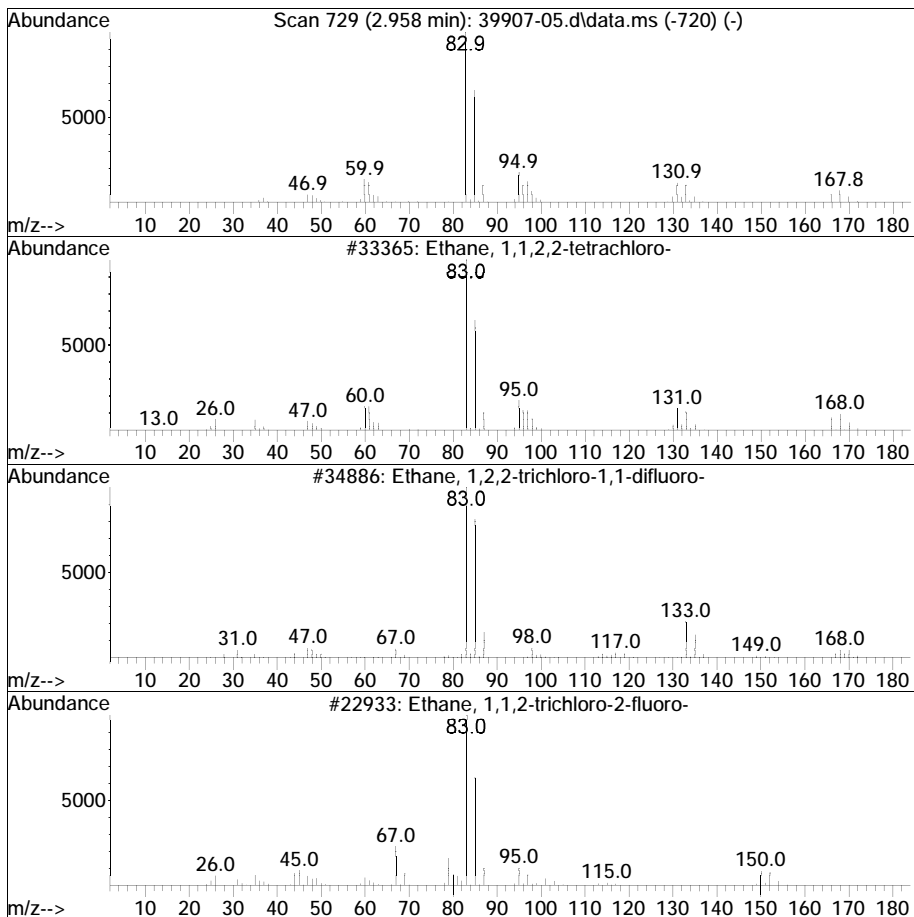 Abundance Scan 729 (2.958 min): 39907-05.d\data.ms (-720) (-)
82.9
5000
59.9 94.9
46.9 130.9 167.8
m/z--> 10 20 30 40 50 60 70 80 90 100 110 120 130 140 150 160 170 180
Abundance #33365: Ethane, 1,1,2,2-tetrachloro-
83.0
5000
13.0 26.0 47.0 60.0 95.0 131.0 168.0
m/z--> 10 20 30 40 50 60 70 80 90 100 110 120 130 140 150 160 170 180
Abundance #34886: Ethane, 1,2,2-trichloro-1,1-difluoro-
83.0
5000
133.0
31.0 47.0 67.0 98.0 117.0 149.0 168.0
m/z--> 10 20 30 40 50 60 70 80 90 100 110 120 130 140 150 160 170 180
Abundance #22933: Ethane, 1,1,2-trichloro-2-fluoro-
83.0
5000
67.0
26.0 45.0 95.0 115.0 150.0
m/z--> 10 20 30 40 50 60 70 80 90 100 110 120 130 140 150 160 170 180